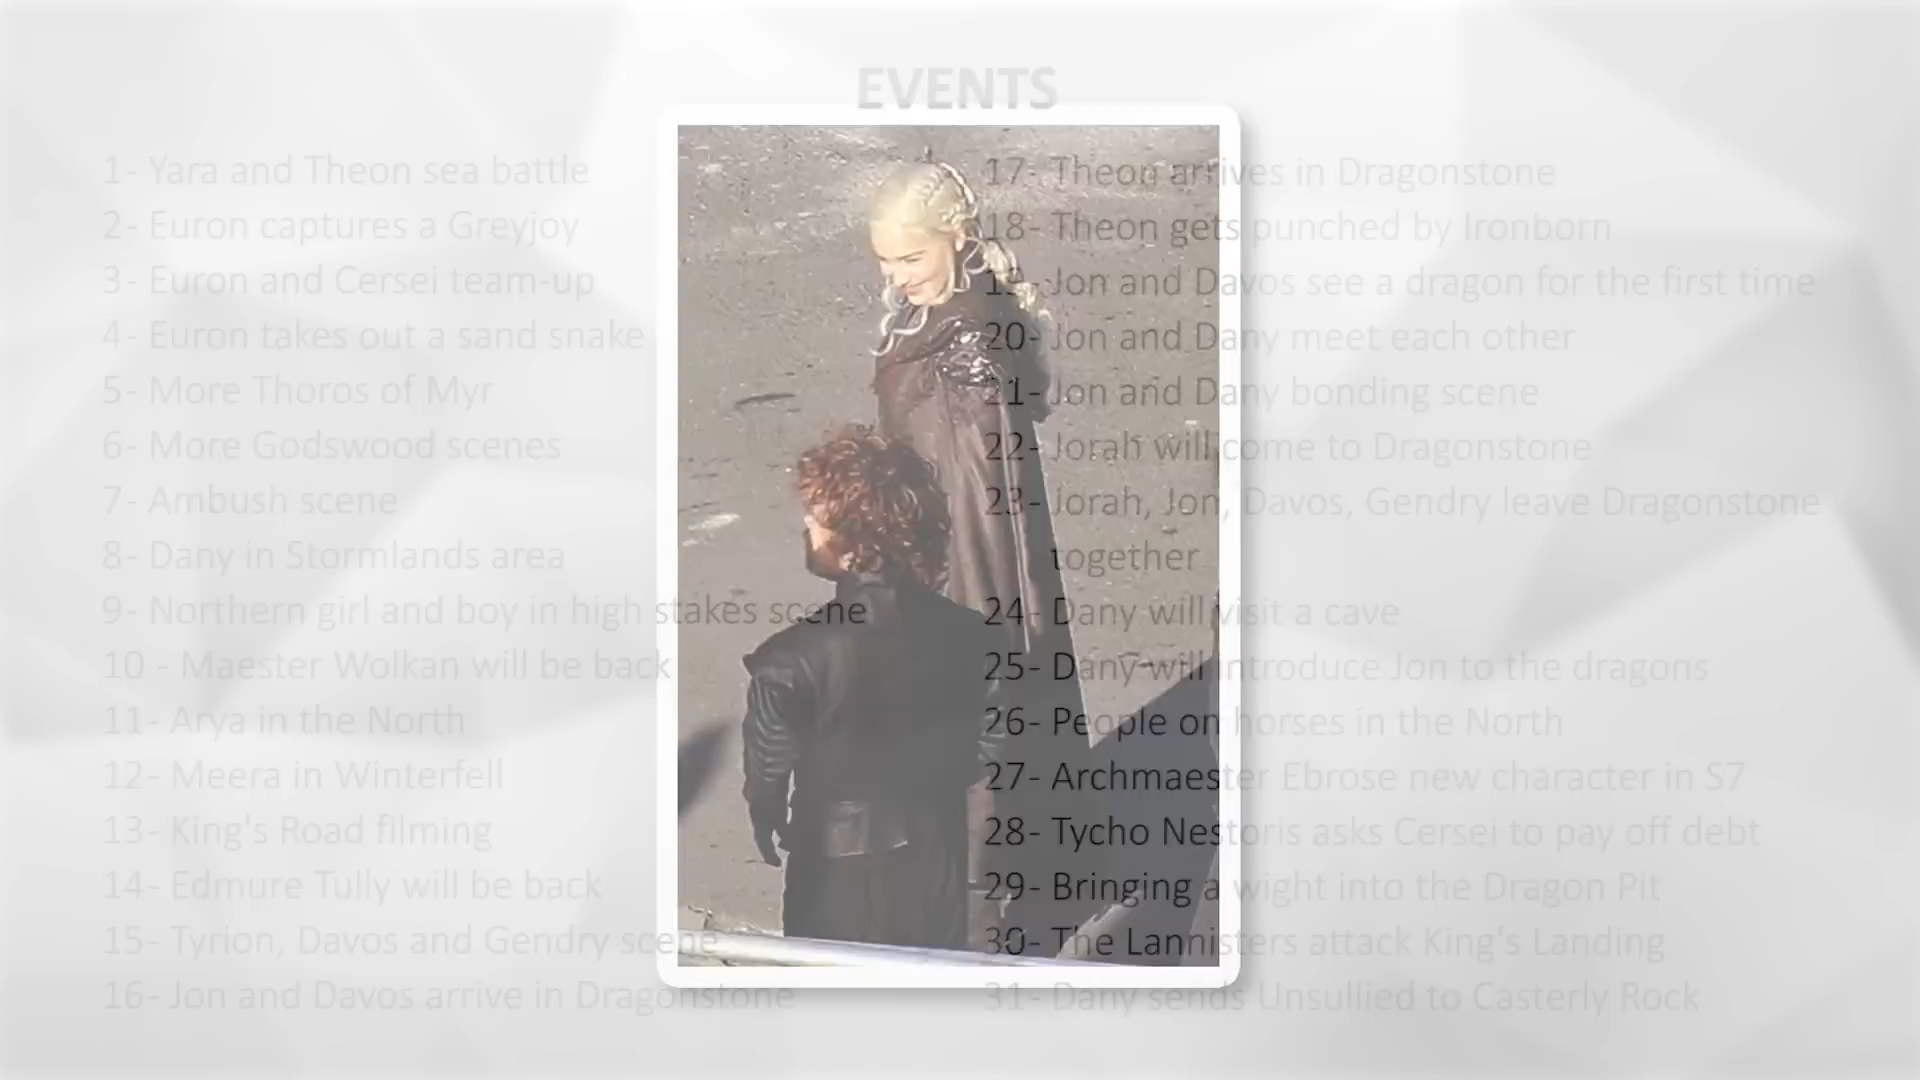 EVENTS
1- Yara and Theon sea battle
2- Euron captures a Greyjoy
3- Euron and Cersei team-up
4- Euron takes out a sand snake
5- More Thoros of Myr
6- More Godswood scenes
7- Ambush scene
8- Dany in Stormlands area
9- Northern girl and boy in high stakes scene
10 - Maester Wolkan will be back
11- Arya in the North
12- Meera in Winterfell
13- King's Road filming
14- Edmure Tully will be back
15- Tyrion, Davos and Gendry scene
16- Jon and Davos arrive in Dragonstone
17- Theon arrives in Dragonstone
18- Theon gets punched by Ironborn
19- Jon and Davos see a dragon for the first time
20- Jon and Dany meet each other
21- Jon and Dany bonding scene
22- Jorah will come to Dragonstone
23- Jorah, Jon, Davos, Gendry leave Dragonstone
together
24- Dany will visit a cave
25- Dany will introduce Jon to the dragons
26- People on horses in the North
27- Archmaester Ebrose new character in S7
28- Tycho Nestoris asks Cersei to pay off debt
29- Bringing a wight into the Dragon Pit
30- The Lannisters attack King's Landing
31- Dany sends Unsullied to Casterly Rock